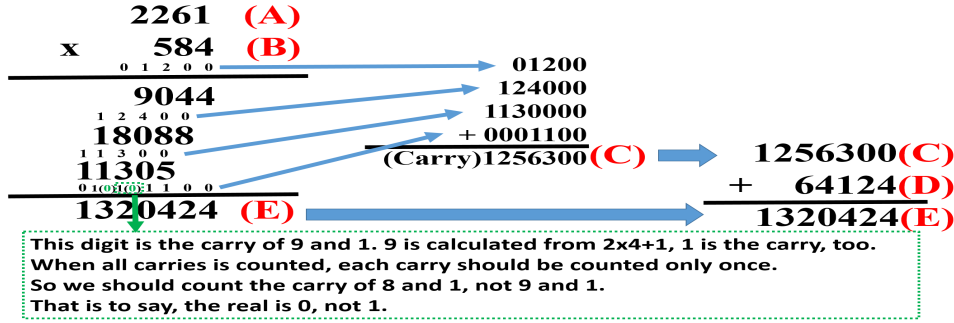 2261 (A)
x 584 (B)
0 1 2 0 0
9044
1 2 4 0 0
18088
1 1 3 0 0
11305
0 1(0)1(0)1 1 0 0
1320424 (E)
01200
124000
1130000
+ 0001100
(Carry)1256300(C)
1256300(C)
+ 64124(D)
1320424(E)
This digit is the carry of 9 and 1. 9 is calculated from 2x4+1, 1 is the carry, too.
When all carries is counted, each carry should be counted only once.
So we should count the carry of 8 and 1, not 9 and 1.
That is to say, the real is 0, not 1.